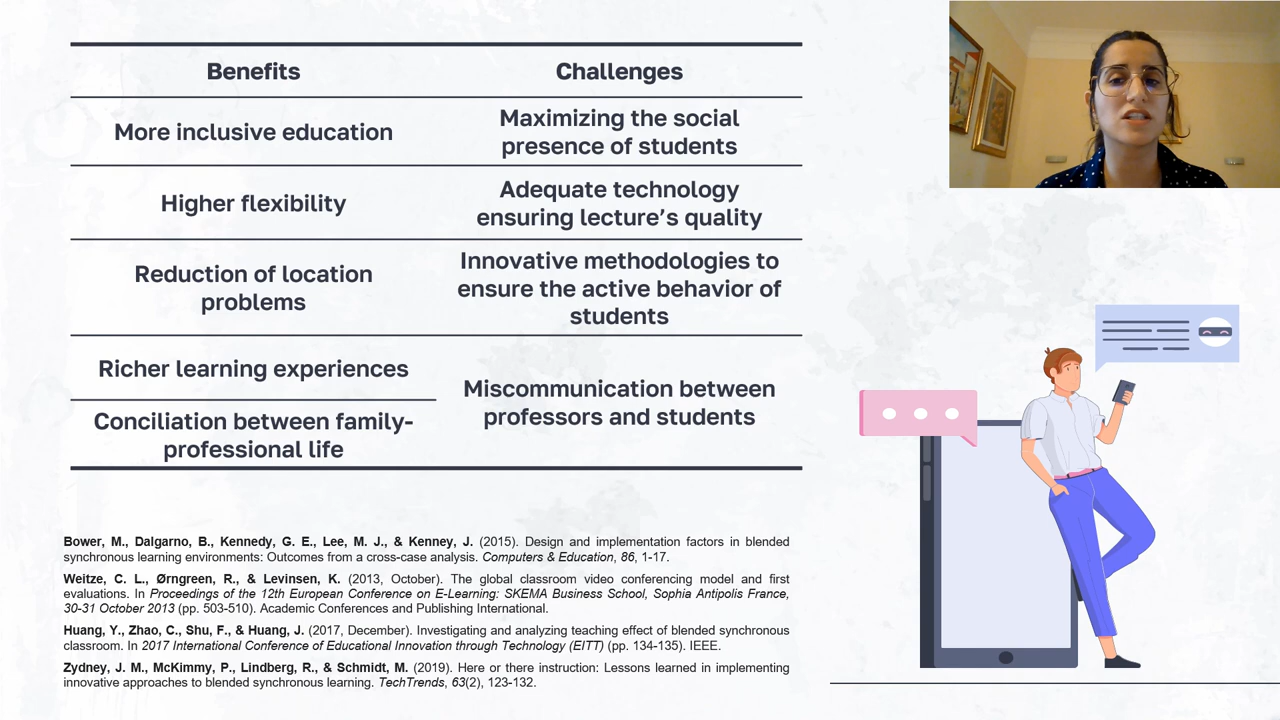 Benefits
Challenges
More inclusive education
Maximizing the social
presence of students
Higher flexibility
Adequate technology
ensuring lecture's quality
Reduction of location
problems
Innovative methodologies to
ensure the active behavior of
students
Richer learning experiences
Conciliation between family-
professional life
Miscommunication between
professors and students
Bower, M., Dalgarno, B., Kennedy, G. E., Lee, M. J., & Kenney, J. (2015). Design and implementation factors in blended
synchronous learning environments: Outcomes from a cross-case analysis. Computers & Education, 86, 1-17.
Weitze, C. L., Ørngreen, R., & Levinsen, K. (2013, October). The global classroom video conferencing model and first
evaluations. In Proceedings of the 12th European Conference on E-Learning: SKEMA Business School, Sophia Antipolis France,
30-31 October 2013 (pp. 503-510). Academic Conferences and Publishing International.
Huang, Y., Zhao, C., Shu, F., & Huang, J. (2017, December). Investigating and analyzing teaching effect of blended synchronous
classroom. In 2017 International Conference of Educational Innovation through Technology (EITT) (pp. 134-135). IEEE.
Zydney, J. M., McKimmy, P., Lindberg, R., & Schmidt, M. (2019). Here or there instruction: Lessons learned in implementing
innovative approaches to blended synchronous learning. TechTrends, 63(2), 123-132.